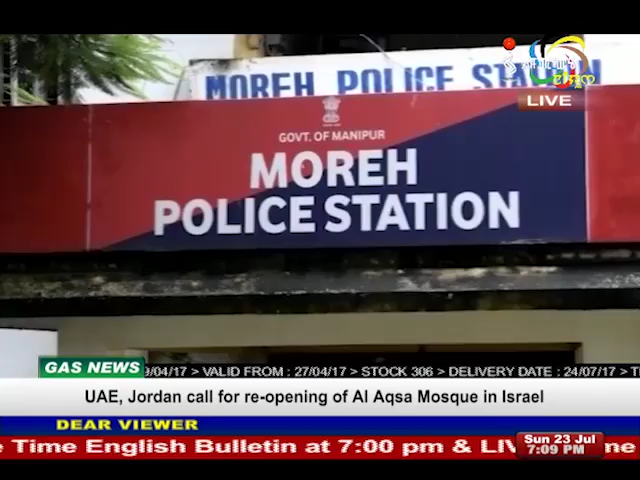 MOREH POLICE STATION
LIVE
GOVT. OF MANIPUR
MOREH
POLICE STATION
GAS NEWS
9/04/17 > VALID FROM : 27/04/17 > STOCK 306 > DELIVERY DATE : 24/07/17 >
UAE, Jordan call for re-opening of Al Aqsa Mosque in Israel
DEAR VIEWER
Time English Bulletin at 7:00 pm &
Sun 23 Jul
7:09 PM